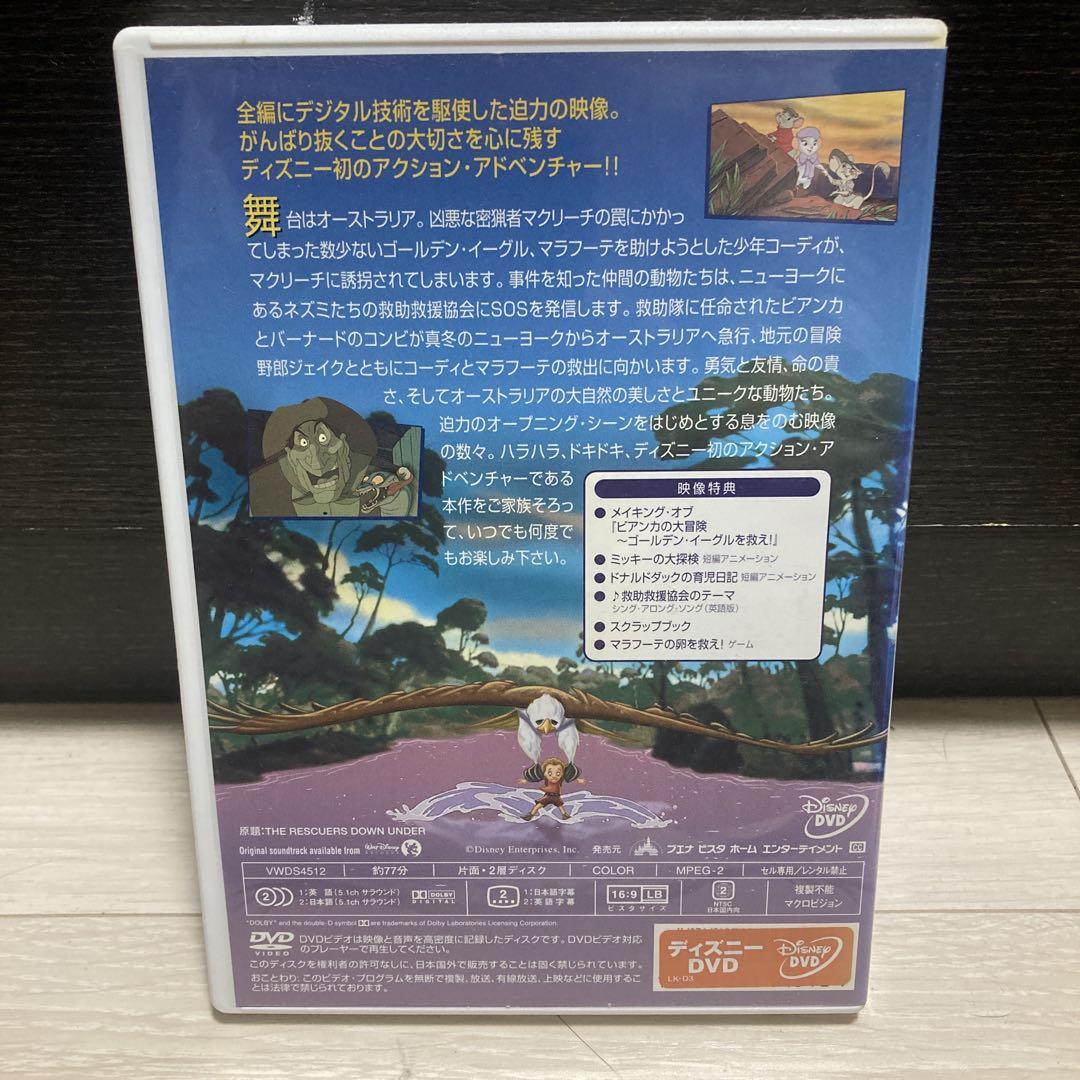 全編にデジタル技術を駆使した迫力の映像。
がんばり抜くことの大切さを心に残す
ディズニー初のアクション・アドベンチャー!!
舞台はオーストラリア。凶悪な密猟者マクリーチの罠にかかっ
てしまった数少ないゴールデン・イーグル、マラフーテを助けようとした少年コーディが、
マクリーチに誘拐されてしまいます。事件を知った仲間の動物たちは、ニューヨークに
あるネズミたちの救助救援協会にSOSを発信します。救助隊に任命されたビアンカ
とバーナードのコンビが真冬のニューヨークからオーストラリアへ急行、地元の冒険
野郎ジェイクとともにコーディとマラフーテの救出に向かいます。勇気と友情、命の貴
さ、そしてオーストラリアの大自然の美しさとユニークな動物たち。
迫力のオープニング・シーンをはじめとする息をのむ映像
の数々。ハラハラ、ドキドキ、ディズニー初のアクション・ア
ドベンチャーである
本作をご家族そろっ
て、いつでも何度で
もお楽しみ下さい。
映像特典
● メイキング・オブ
『ビアンカの大冒険
～ゴールデン・イーグルを救え!』
● ミッキーの大探検 短編アニメーション
● ドナルドダックの育児日記 短編アニメーション
● ♪救助救援協会のテーマ
シング・アロング・ソング(英語版)
● スクラップブック
● マラフーテの卵を救え! ゲーム
Disney DVD
原題:THE RESCUERS DOWN UNDER
Original soundtrack available from Walt Disney RECORDS
©Disney Enterprises, Inc. 発売元 ブエナ ビスタ ホーム エンターテイメント CC
VWDS4512 約77分 片面・2層ディスク COLOR MPEG-2 セル専用/レンタル禁止
2 1:英語(5.1ch サラウンド) 2:日本語(5.1ch サラウンド) DOLBY DIGITAL 2 1:日本語字幕 2:英語字幕 16:9 LB ビスタサイズ 2 NTSC 日本国内向 複製不能 マクロビジョン
"DOLBY" and the double-D symbol are trademarks of Dolby Laboratories Licensing Corporation.
DVD VIDEO
DVDビデオは映像と音声を高密度に記録したディスクです。DVDビデオ対応
のプレーヤーで再生してください。
このディスクを権利者の許可なしに、日本国外で販売することは固く禁じられています。
おことわり:このビデオ・プログラムを無断で複製、放送、有線放送、上映などに使用するこ
とは法律で禁じられております。
ディズニー
DVD
LK-D3
Disney DVD